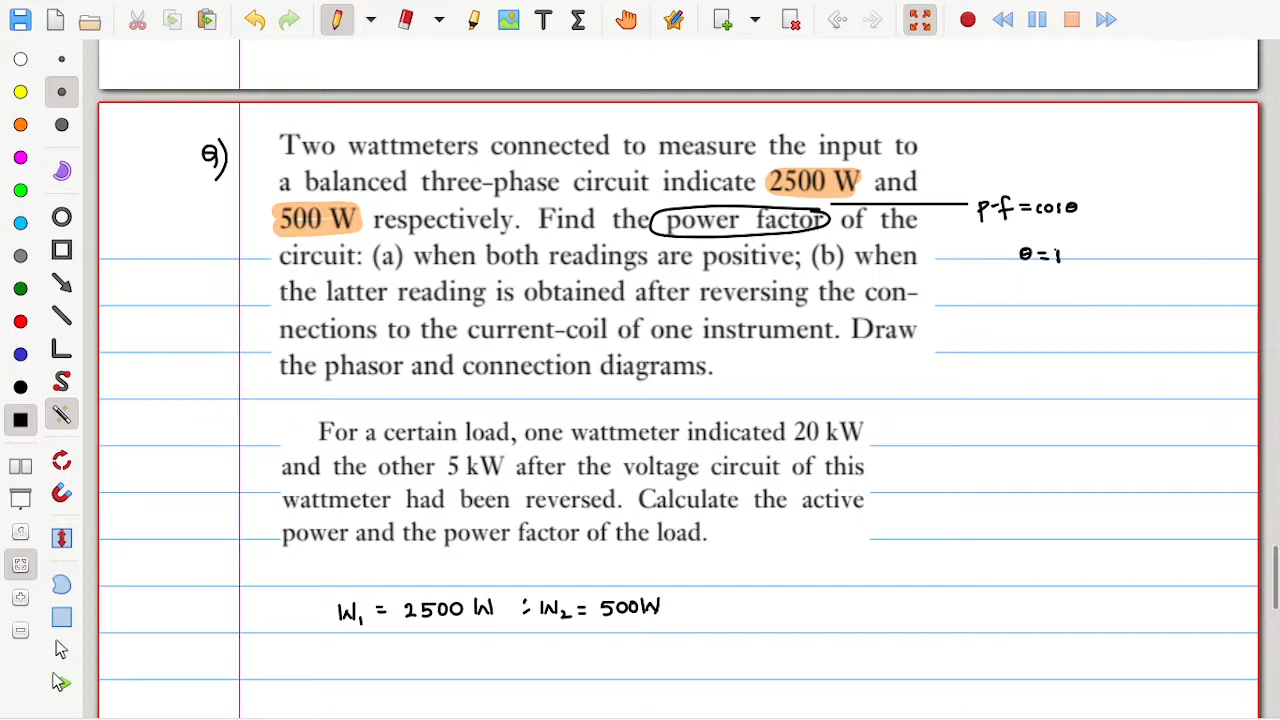 Q)
Two wattmeters connected to measure the input to
a balanced three-phase circuit indicate 2500 W and
500 W respectively. Find the power factor of the
circuit: (a) when both readings are positive; (b) when
the latter reading is obtained after reversing the con-
nections to the current-coil of one instrument. Draw
the phasor and connection diagrams.
p-f = cosθ
θ = 1
For a certain load, one wattmeter indicated 20 kW
and the other 5 kW after the voltage circuit of this
wattmeter had been reversed. Calculate the active
power and the power factor of the load.
W₁ = 2500 W : W₂ = 500W